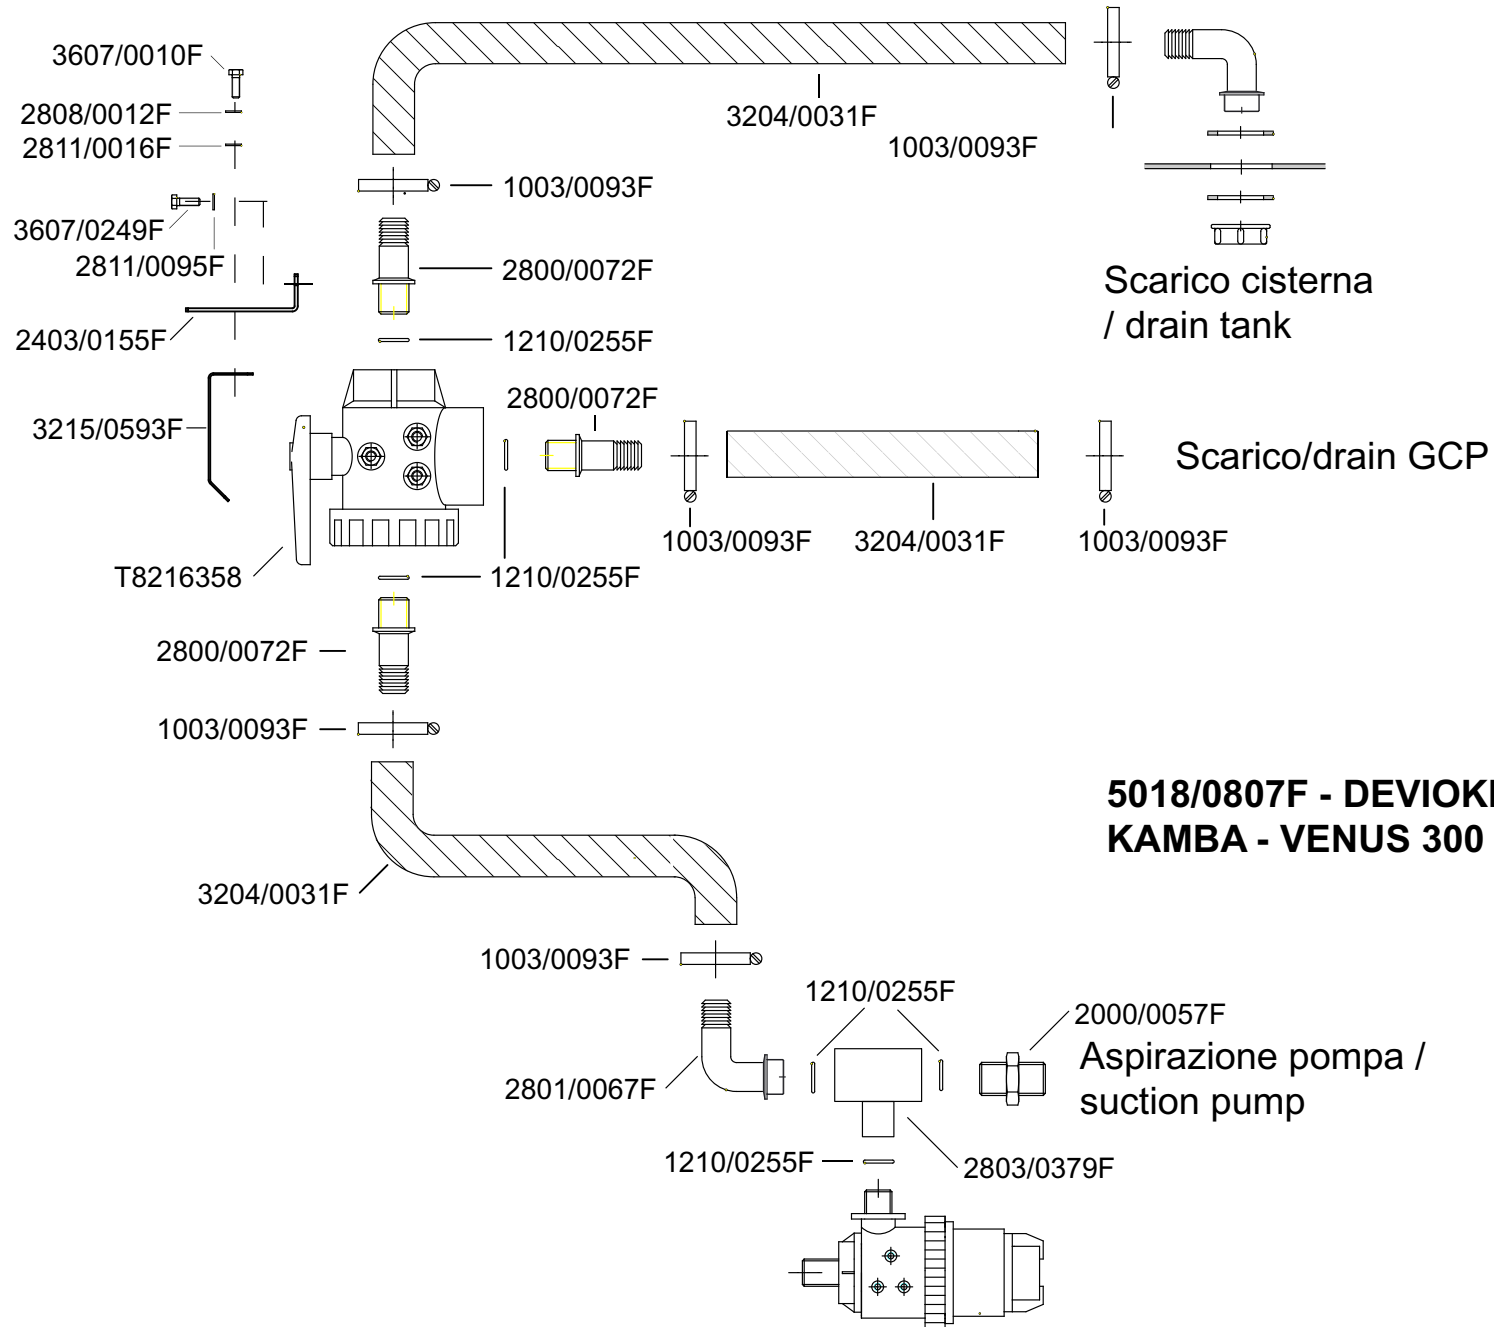 3607/0010F
2808/0012F
2811/0016F
3607/0249F
2811/0095F
2403/0155F
3215/0593F
T8216358
3204/0031F
1003/0093F
1003/0093F
2800/0072F
1210/0255F
Scarico cisterna
/ drain tank
2800/0072F
Scarico/drain GCP
1003/0093F
3204/0031F
1003/0093F
1210/0255F
2800/0072F
1003/0093F
5018/0807F - DEVIOKI
KAMBA - VENUS 300
3204/0031F
1003/0093F
1210/0255F
2000/0057F
Aspirazione pompa /
suction pump
2801/0067F
1210/0255F
2803/0379F